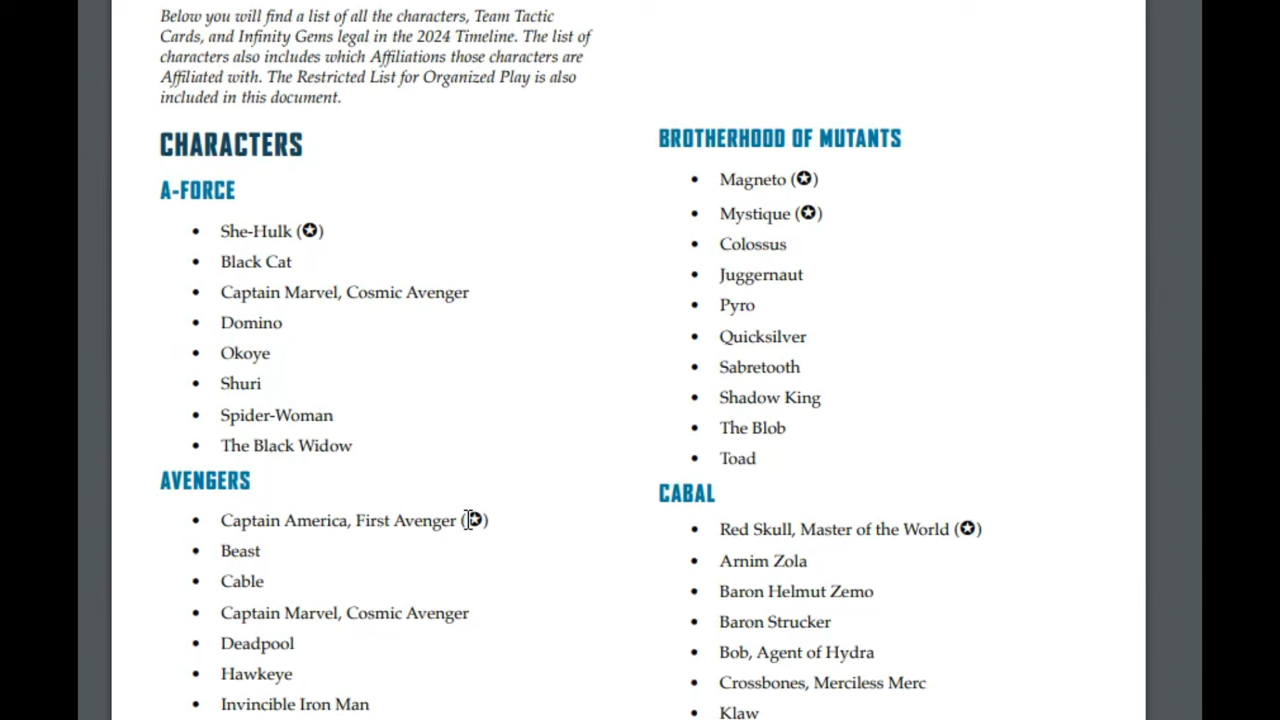 Below you will find a list of all the characters, Team Tactic
Cards, and Infinity Gems legal in the 2024 Timeline. The list of
characters also includes which Affiliations those characters are
Affiliated with. The Restricted List for Organized Play is also
included in this document.
CHARACTERS
A-FORCE
• She-Hulk (✪)
• Black Cat
• Captain Marvel, Cosmic Avenger
• Domino
• Okoye
• Shuri
• Spider-Woman
• The Black Widow
AVENGERS
• Captain America, First Avenger (✪)
• Beast
• Cable
• Captain Marvel, Cosmic Avenger
• Deadpool
• Hawkeye
• Invincible Iron Man
BROTHERHOOD OF MUTANTS
• Magneto (✪)
• Mystique (✪)
• Colossus
• Juggernaut
• Pyro
• Quicksilver
• Sabretooth
• Shadow King
• The Blob
• Toad
CABAL
• Red Skull, Master of the World (✪)
• Arnim Zola
• Baron Helmut Zemo
• Baron Strucker
• Bob, Agent of Hydra
• Crossbones, Merciless Merc
• Klaw